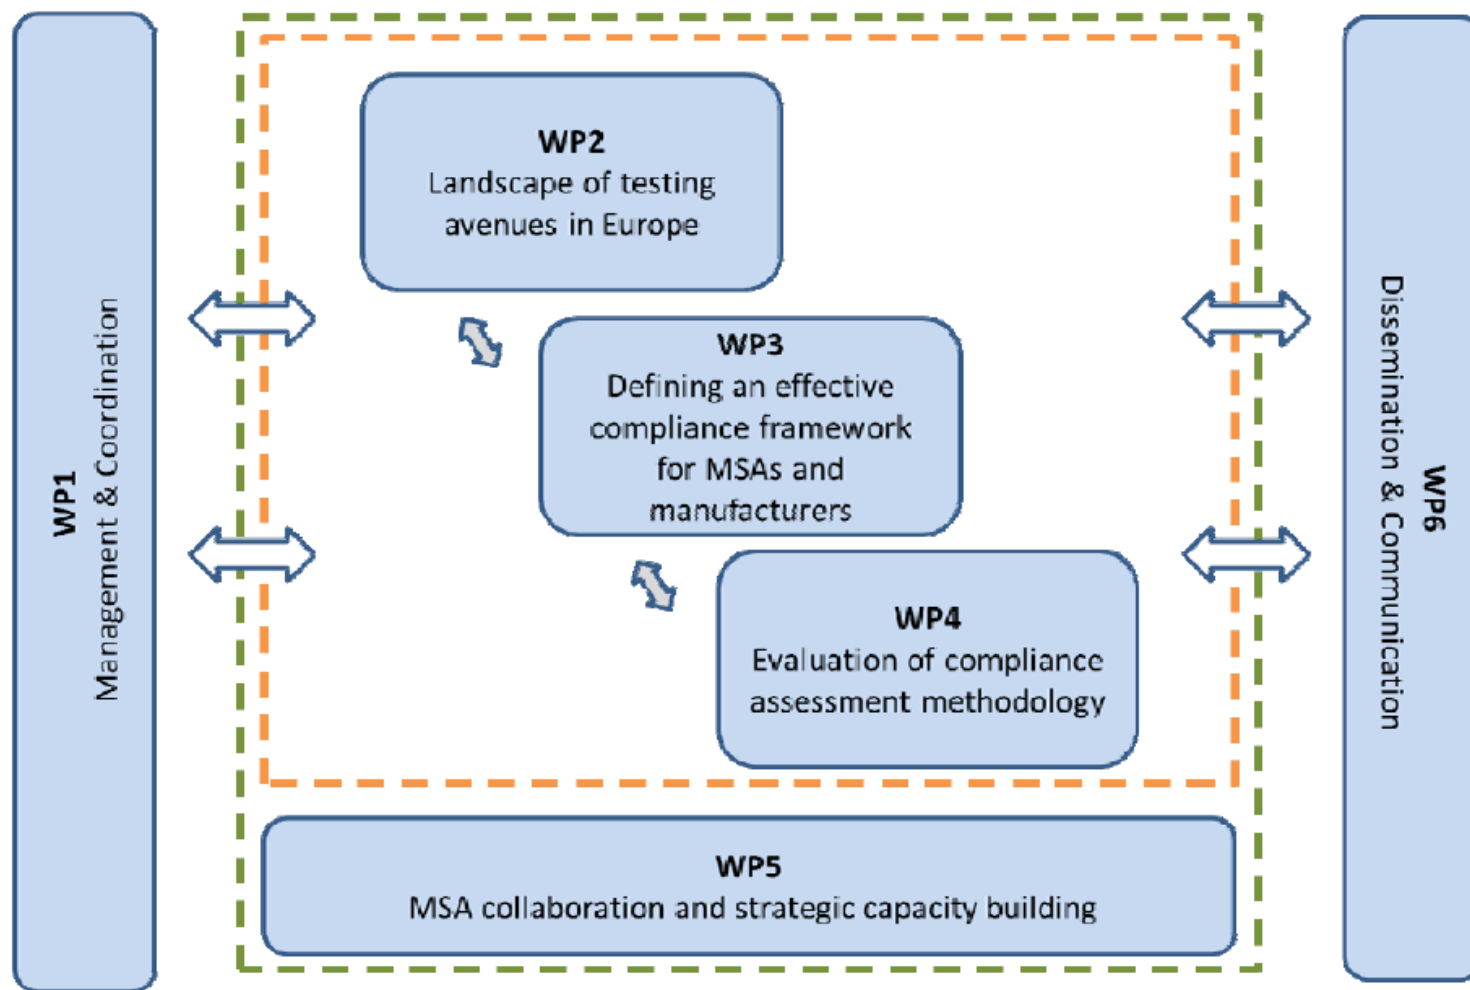 WP1
Management & Coordination
WP2
Landscape of testing
avenues in Europe
WP3
Defining an effective
compliance framework
for MSAs and
manufacturers
WP4
Evaluation of compliance
assessment methodology
WP5
MSA collaboration and strategic capacity building
WP6
Dissemination & Communication